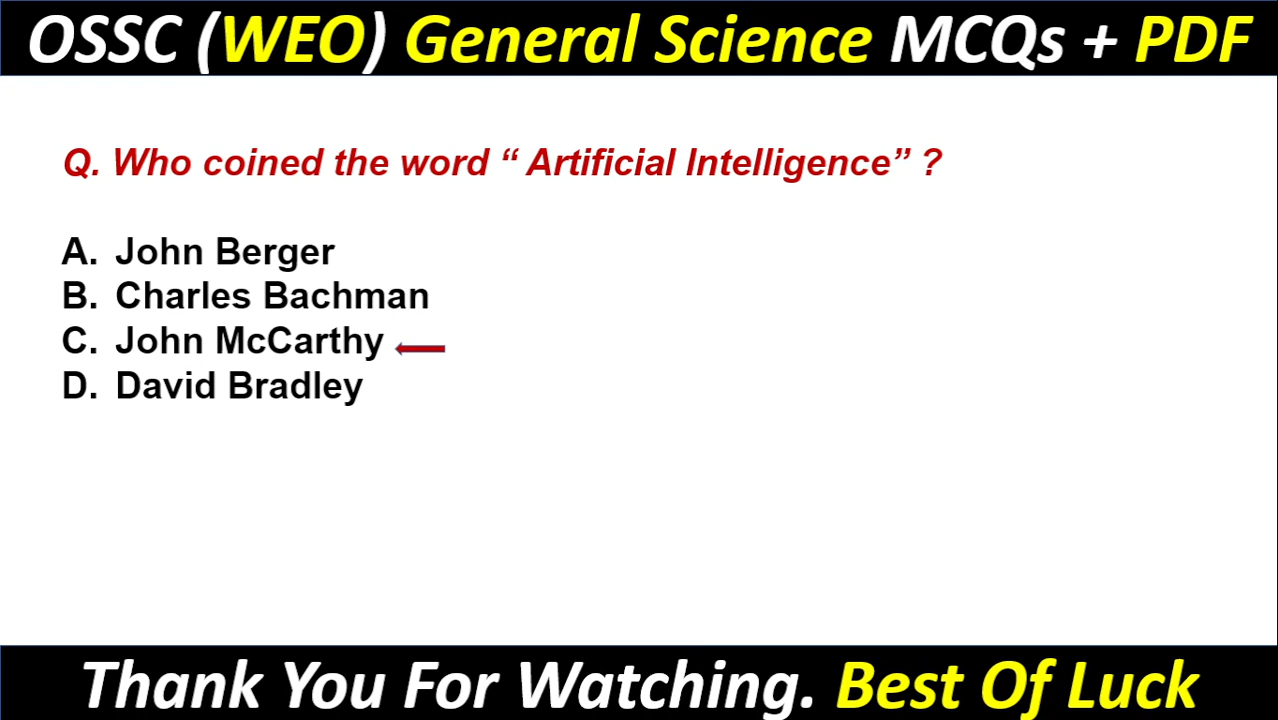 OSSC (WEO) General Science MCQs + PDF
Q. Who coined the word “ Artificial Intelligence” ?
A. John Berger
B. Charles Bachman
C. John McCarthy
D. David Bradley
Thank You For Watching. Best Of Luck